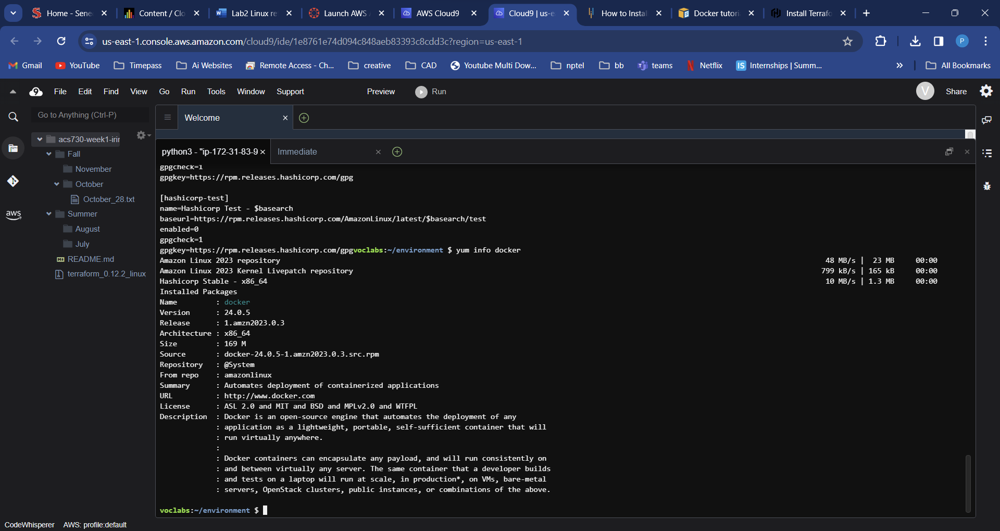 Home - Sene
Content / Clo
Lab2 Linux re
Launch AWS
AWS Cloud9
Cloud9 | us-e
How to Instal
Docker tutori
Install Terrafo
us-east-1.console.aws.amazon.com/cloud9/ide/1e8761e74d094c848aeb83393c8cdd3c?region=us-east-1
P
Gmail
YouTube
Timepass
Ai Websites
Remote Access - Ch...
creative
CAD
Youtube Multi Dow...
nptel
bb
teams
Netflix
IS
Internships | Summ...
All Bookmarks
9
File
Edit
Find
View
Go
Run
Tools
Window
Support
Preview
Run
V
Share
Go to Anything (Ctrl-P)
Welcome
acs730-week1-irir
Fall
November
October
October_28.txt
Summer
August
July
README.md
terraform_0.12.2_linux
aws
python3 - "ip-172-31-83-9
Immediate
gpgcheck=1
gpgkey=https://rpm.releases.hashicorp.com/gpg
[hashicorp-test]
name=Hashicorp Test - $basearch
baseurl=https://rpm.releases.hashicorp.com/AmazonLinux/latest/$basearch/test
enabled=0
gpgcheck=1
gpgkey=https://rpm.releases.hashicorp.com/gpgvoclabs:~/environment $ yum info docker
Amazon Linux 2023 repository 48 MB/s | 23 MB 00:00
Amazon Linux 2023 Kernel Livepatch repository 799 kB/s | 165 kB 00:00
Hashicorp Stable - x86_64 10 MB/s | 1.3 MB 00:00
Installed Packages
Name : docker
Version : 24.0.5
Release : 1.amzn2023.0.3
Architecture : x86_64
Size : 169 M
Source : docker-24.0.5-1.amzn2023.0.3.src.rpm
Repository : @System
From repo : amazonlinux
Summary : Automates deployment of containerized applications
URL : http://www.docker.com
License : ASL 2.0 and MIT and BSD and MPLv2.0 and WTFPL
Description : Docker is an open-source engine that automates the deployment of any
: application as a lightweight, portable, self-sufficient container that will
: run virtually anywhere.
:
: Docker containers can encapsulate any payload, and will run consistently on
: and between virtually any server. The same container that a developer builds
: and tests on a laptop will run at scale, in production*, on VMs, bare-metal
: servers, OpenStack clusters, public instances, or combinations of the above.
voclabs:~/environment $
CodeWhisperer
AWS: profile:default